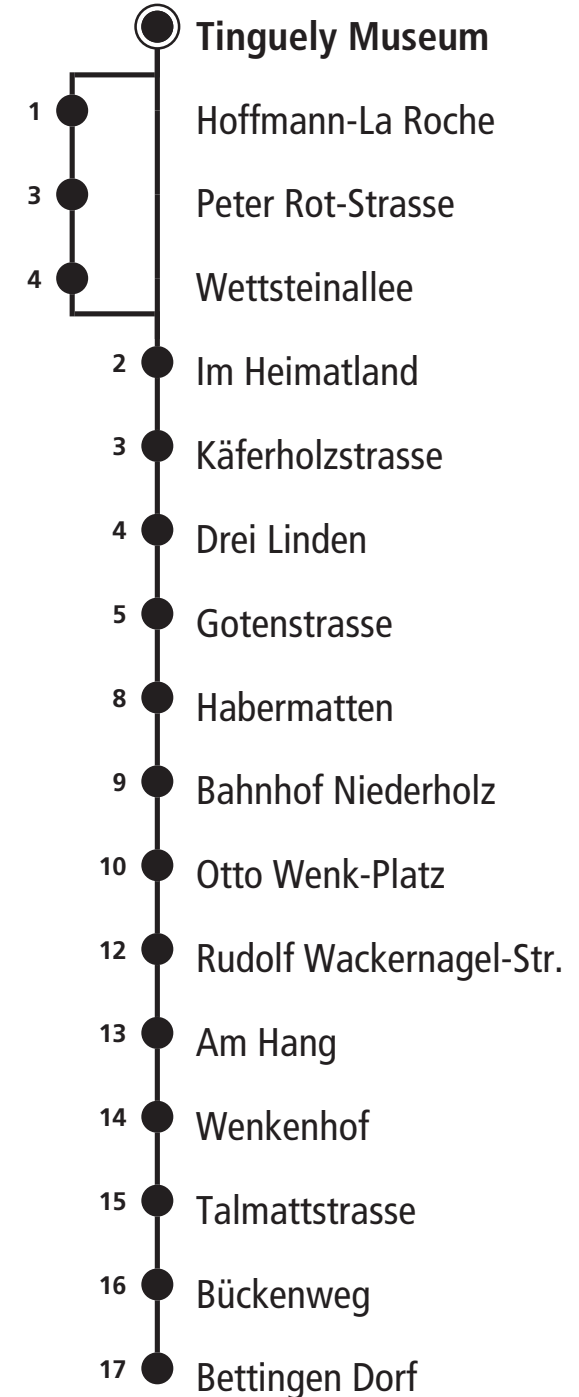 Tinguely Museum
1 Hoffmann-La Roche
3 Peter Rot-Strasse
4 Wettsteinallee
2 Im Heimatland
3 Käferholzstrasse
4 Drei Linden
5 Gotenstrasse
8 Habermatten
9 Bahnhof Niederholz
10 Otto Wenk-Platz
12 Rudolf Wackernagel-Str.
13 Am Hang
14 Wenkenhof
15 Talmattstrasse
16 Bückenweg
17 Bettingen Dorf